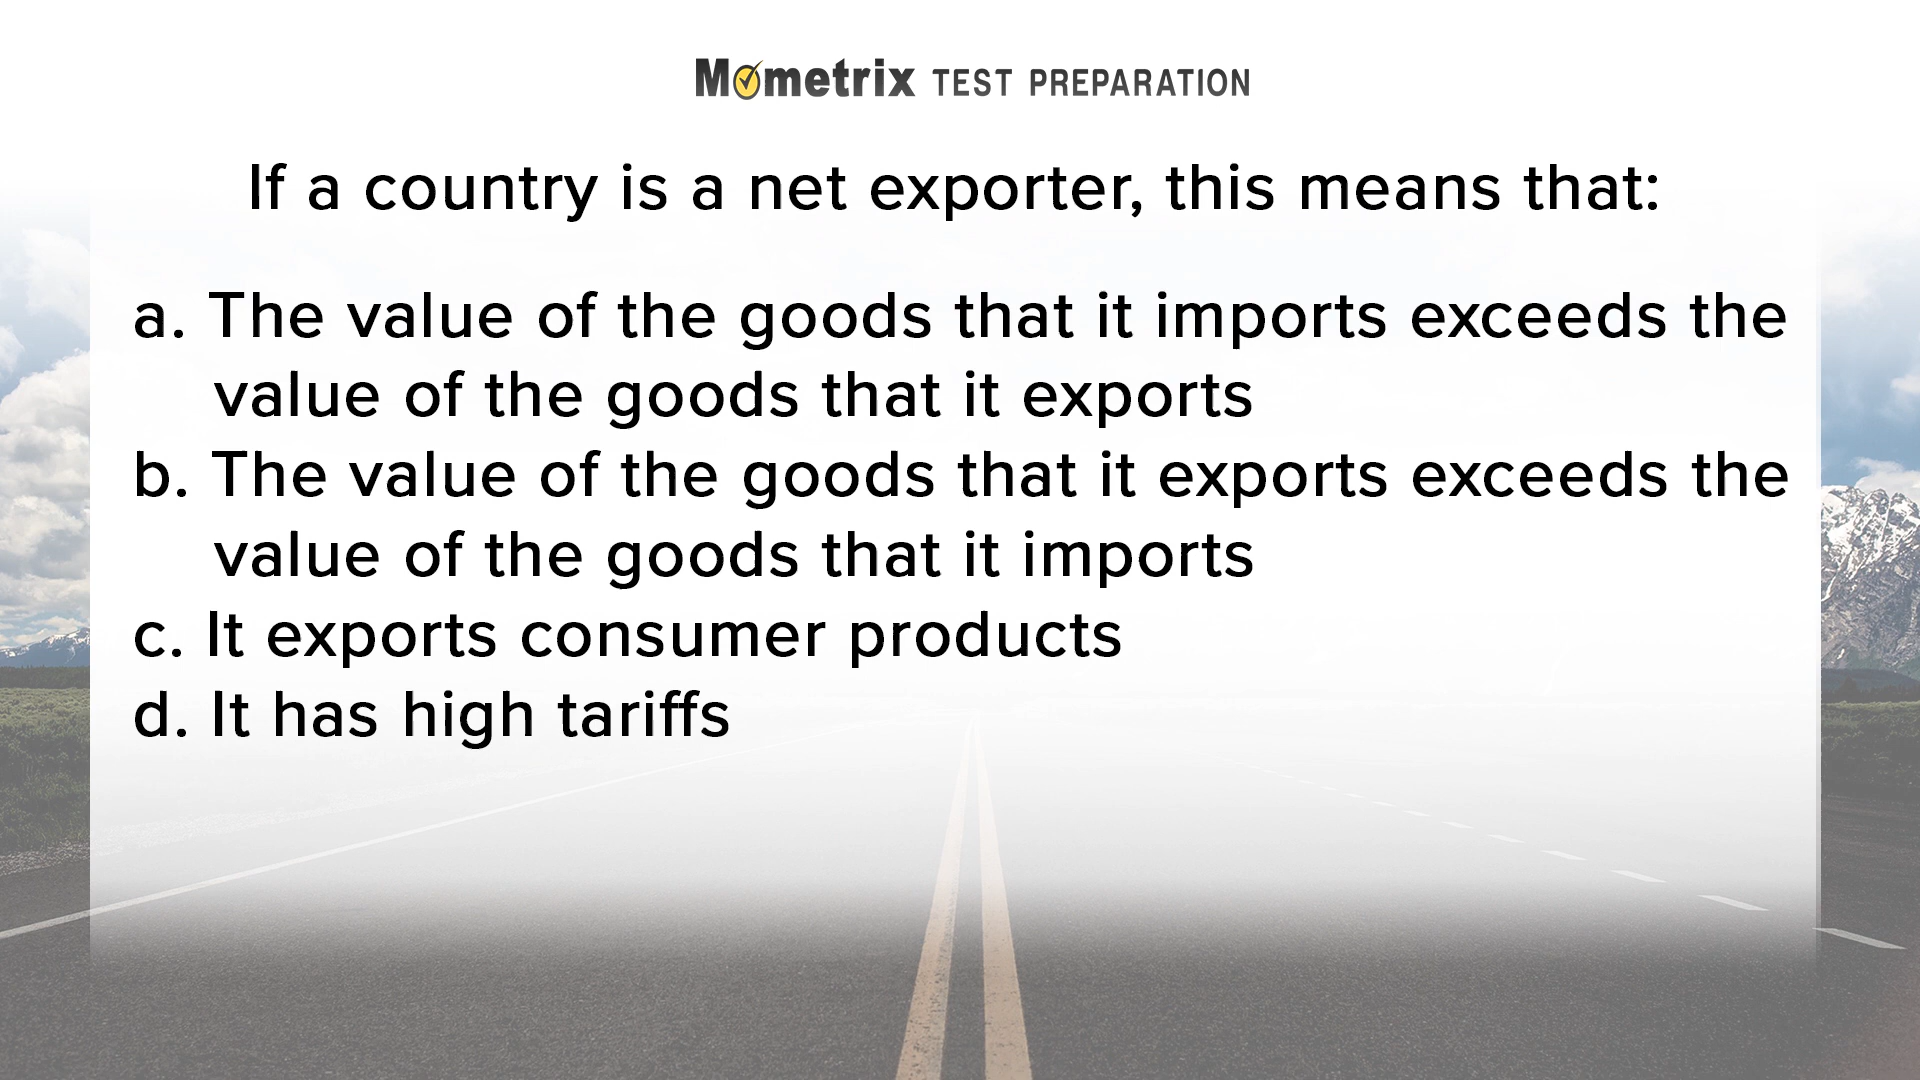 Mometrix TEST PREPARATION
If a country is a net exporter, this means that:
a. The value of the goods that it imports exceeds the
value of the goods that it exports
b. The value of the goods that it exports exceeds the
value of the goods that it imports
c. It exports consumer products
d. It has high tariffs